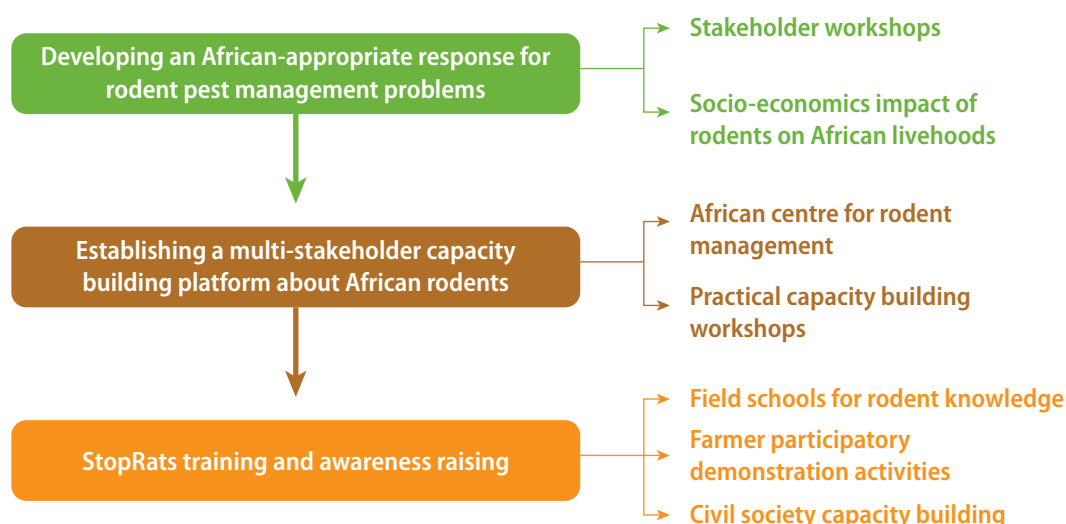 Developing an African-appropriate response for
rodent pest management problems
Stakeholder workshops
Socio-economics impact of
rodents on African livehoods
Establishing a multi-stakeholder capacity
building platform about African rodents
African centre for rodent
management
Practical capacity building
workshops
StopRats training and awareness raising
Field schools for rodent knowledge
Farmer participatory
demonstration activities
Civil society capacity building